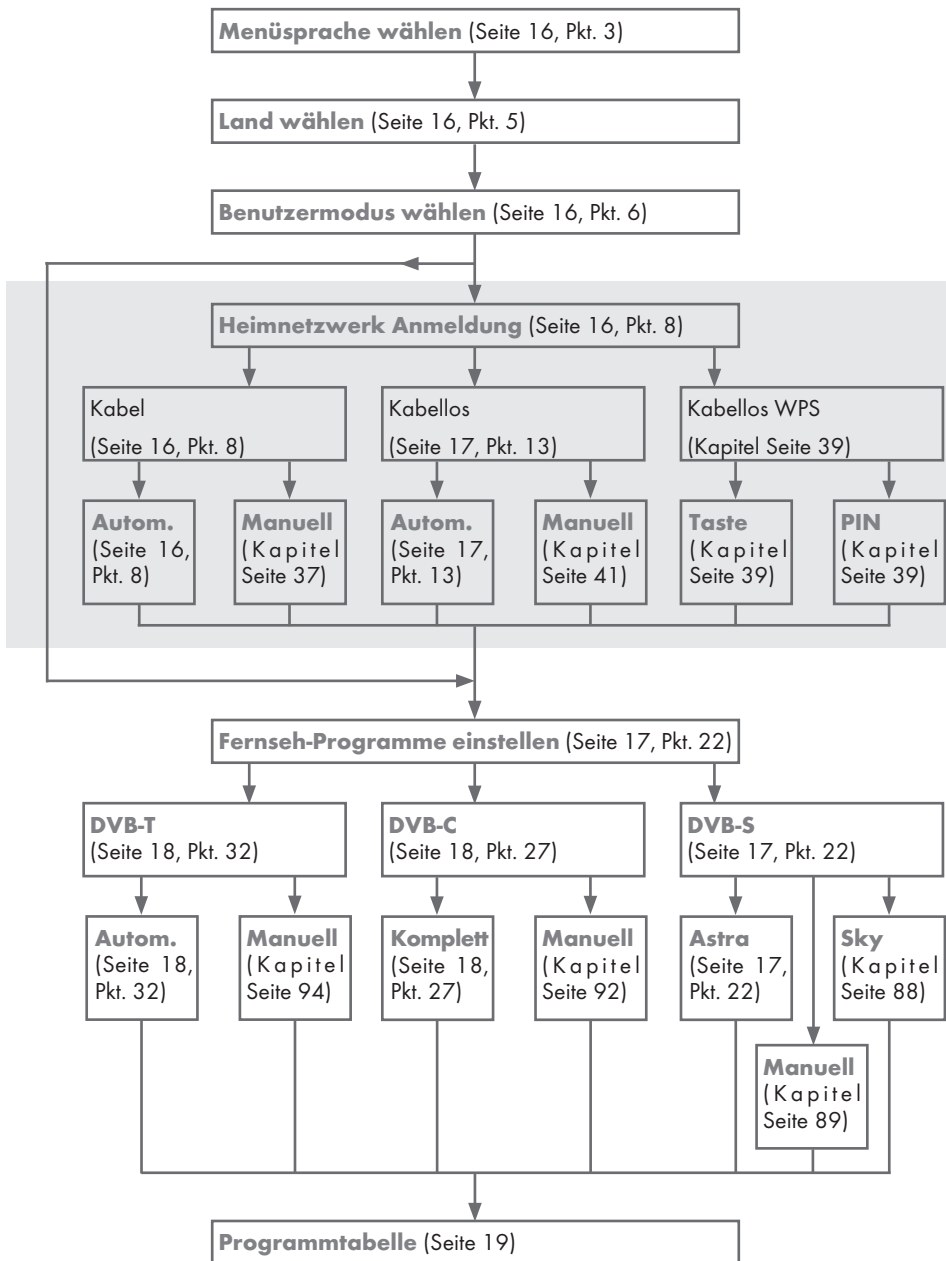 Menüsprache wählen (Seite 16, Pkt. 3)
Land wählen (Seite 16, Pkt. 5)
Benutzermodus wählen (Seite 16, Pkt. 6)
Heimnetzwerk Anmeldung (Seite 16, Pkt. 8)
Kabel
(Seite 16, Pkt. 8)
Kabellos
(Seite 17, Pkt. 13)
Kabellos WPS
(Kapitel Seite 39)
Autom.
(Seite 16,
Pkt. 8)
Manuell
(Kapitel
Seite 37)
Autom.
(Seite 17,
Pkt. 13)
Manuell
(Kapitel
Seite 41)
Taste
(Kapitel
Seite 39)
PIN
(Kapitel
Seite 39)
Fernseh-Programme einstellen (Seite 17, Pkt. 22)
DVB-T
(Seite 18, Pkt. 32)
DVB-C
(Seite 18, Pkt. 27)
DVB-S
(Seite 17, Pkt. 22)
Autom.
(Seite 18,
Pkt. 32)
Manuell
(Kapitel
Seite 94)
Komplett
(Seite 18,
Pkt. 27)
Manuell
(Kapitel
Seite 92)
Astra
(Seite 17,
Pkt. 22)
Sky
(Kapitel
Seite 88)
Manuell
(Kapitel
Seite 89)
Programmtabelle (Seite 19)